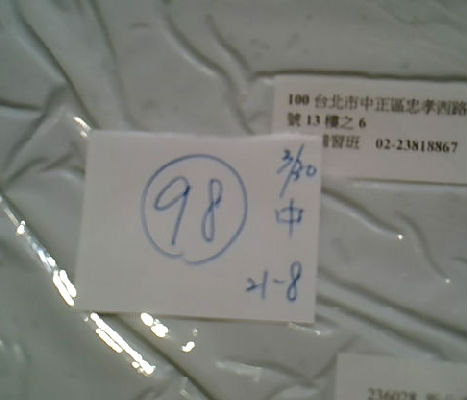 100 台北市中正區忠孝西路
號 13 樓之 6
習班 02-23818867
98
3/30
中
21-8
236028